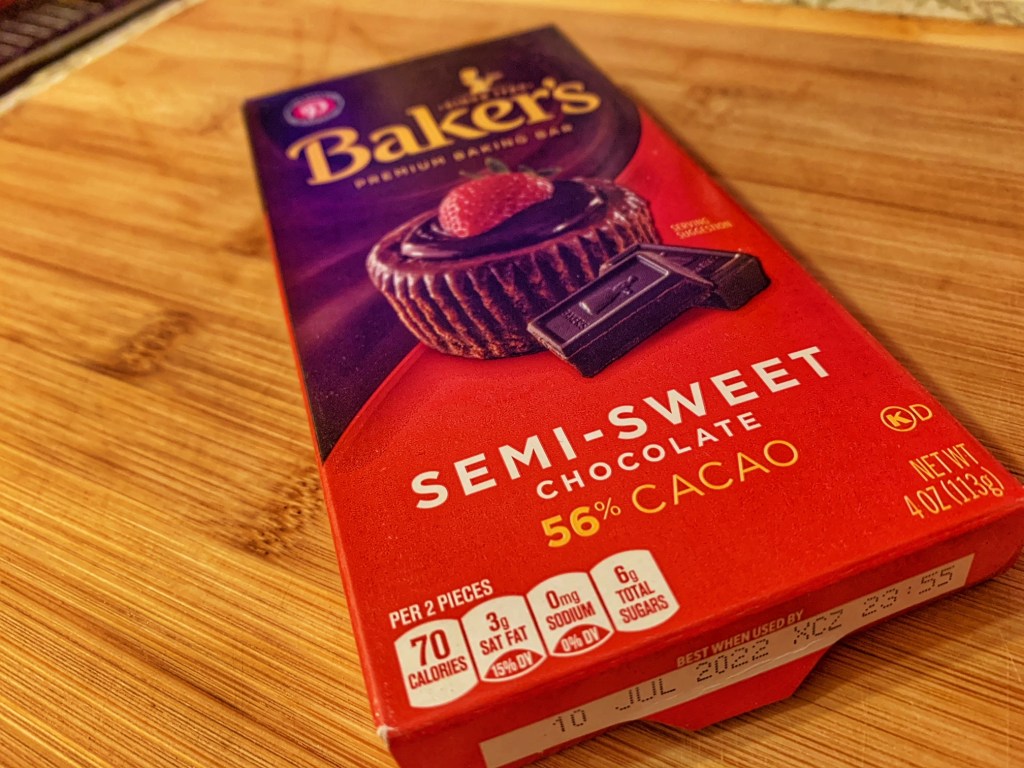 Baker's
PREMIUM BAKING BAR
SERVING
SUGGESTION
SEMI-SWEET
CHOCOLATE
56% CACAO
K D
NET WT
4 OZ (113g)
PER 2 PIECES
70
CALORIES
3g
SAT FAT
15% DV
0mg
SODIUM
0% DV
6g
TOTAL
SUGARS
BEST WHEN USED BY
10 JUL 2022 XCZ 23:55